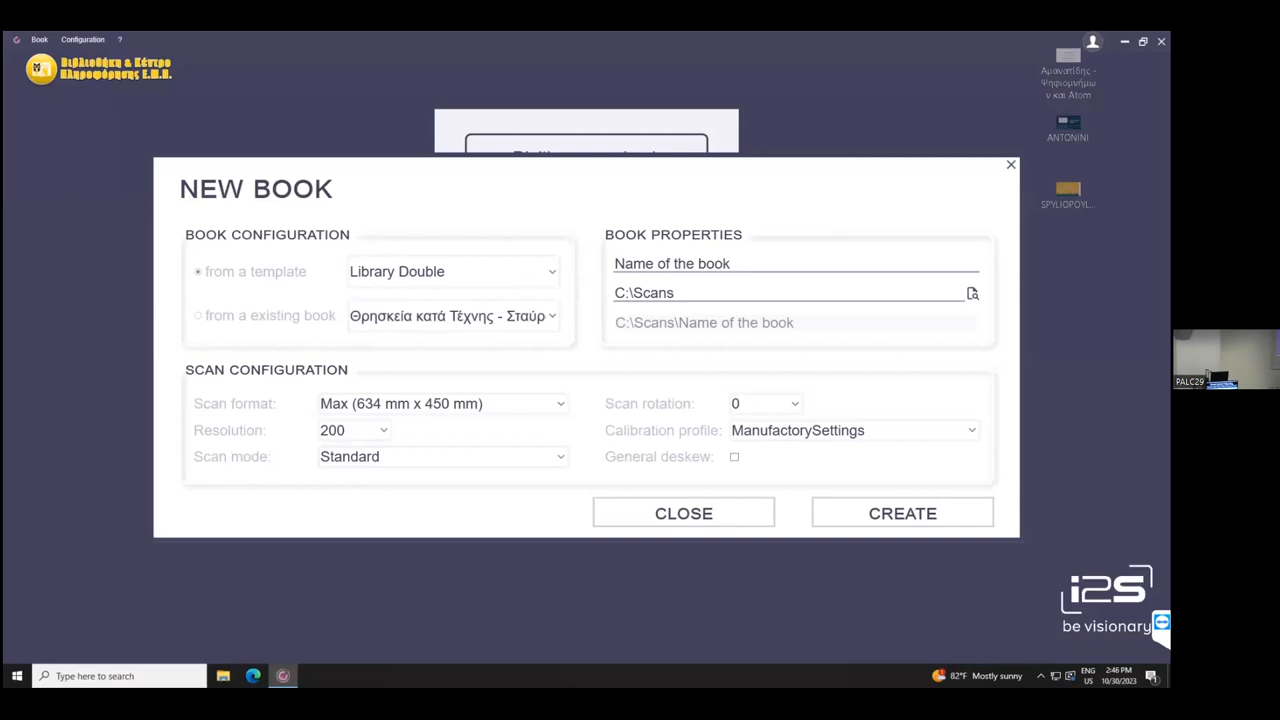 Book Configuration ?
Βιβλιοθήκη & Κέντρο
Πληροφόρησης Ε.Μ.Π.
Αμανατίδης -
Ψηφιομνήμω
ν και Atom
ANTONINI
SPYLIOPOYL...
NEW BOOK
BOOK CONFIGURATION
from a template Library Double
from a existing book Θρησκεία κατά Τέχνης - Σταύρ
BOOK PROPERTIES
Name of the book
C:\Scans
C:\Scans\Name of the book
SCAN CONFIGURATION
Scan format: Max (634 mm x 450 mm)
Resolution: 200
Scan mode: Standard
Scan rotation: 0
Calibration profile: ManufactorySettings
General deskew:
CLOSE CREATE
i2S
be visionary
PALC29
Type here to search
82°F Mostly sunny
ENG
US
2:46 PM
10/30/2023
1